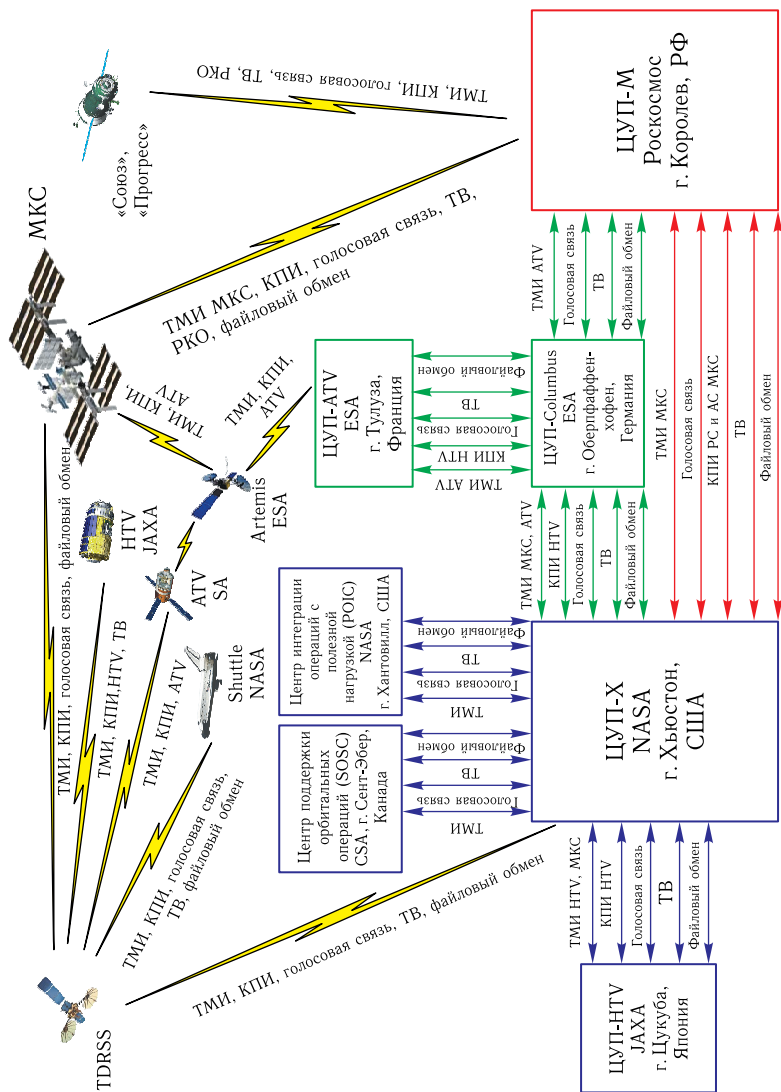 МКС
«Союз»,
«Прогресс»
TDRSS
HTV
JAXA
ATV
SA
Shuttle
NASA
Artemis
ESA
ТМИ, КПИ, голосовая связь, файловый обмен
ТМИ, КПИ,HTV, ТВ
ТМИ, КПИ, ATV
ТМИ, КПИ, голосовая связь,
ТВ, файловый обмен
ТМИ, КПИ, голосовая связь, ТВ, файловый обмен
ТМИ, КПИ,
ATV
ТМИ, КПИ,
ATV
ТМИ МКС, КПИ, голосовая связь, ТВ,
РКО, файловый обмен
ТМИ, КПИ, голосовая связь, ТВ, РКО
Центр поддержки
орбитальных
операций (SOSC)
CSA, г. Сент-Эбер,
Канада
Центр интеграции
операций с
полезной
нагрузкой (POIC)
NASA
г. Хантовилл, США
ЦУП-ATV
ESA
г. Тулуза,
Франция
ТМИ
Голосовая связь
ТВ
Файловый обмен
ТМИ
Голосовая связь
ТВ
Файловый обмен
ТМИ ATV
КПИ HTV
Голосовая связь
ТВ
Файловый обмен
ЦУП-HTV
JAXA
г. Цукуба,
Япония
ТМИ HTV, МКС
КПИ HTV
Голосовая связь
ТВ
Файловый обмен
ЦУП-Х
NASA
г. Хьюстон,
США
ТМИ МКС, ATV
КПИ HTV
Голосовая связь
ТВ
Файловый обмен
ЦУП-Columbus
ESA
г. Оберпфаффен-
хофен,
Германия
ТМИ ATV
Голосовая связь
ТВ
Файловый обмен
ТМИ МКС
Голосовая связь
КПИ РС и АС МКС
ТВ
Файловый обмен
ЦУП-М
Роскосмос
г. Королев, РФ